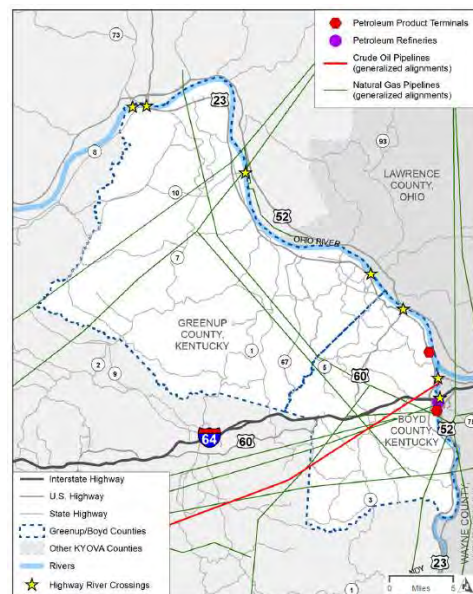 Petroleum Product Terminals
Petroleum Refineries
Crude Oil Pipelines
(generalized alignments)
Natural Gas Pipelines
(generalized alignments)
73
23
8
93
10
LAWRENCE
COUNTY,
OHIO
52
OHIO RIVER
7
GREENUP
COUNTY,
KENTUCKY
1
67
5
60
2
9
64
60
BOYD
COUNTY,
KENTUCKY
52
3
WAYNE COUNTY,
23
1
Interstate Highway
U.S. Highway
State Highway
Greenup/Boyd Counties
Other KYOVA Counties
Rivers
Highway River Crossings
0
5
Miles